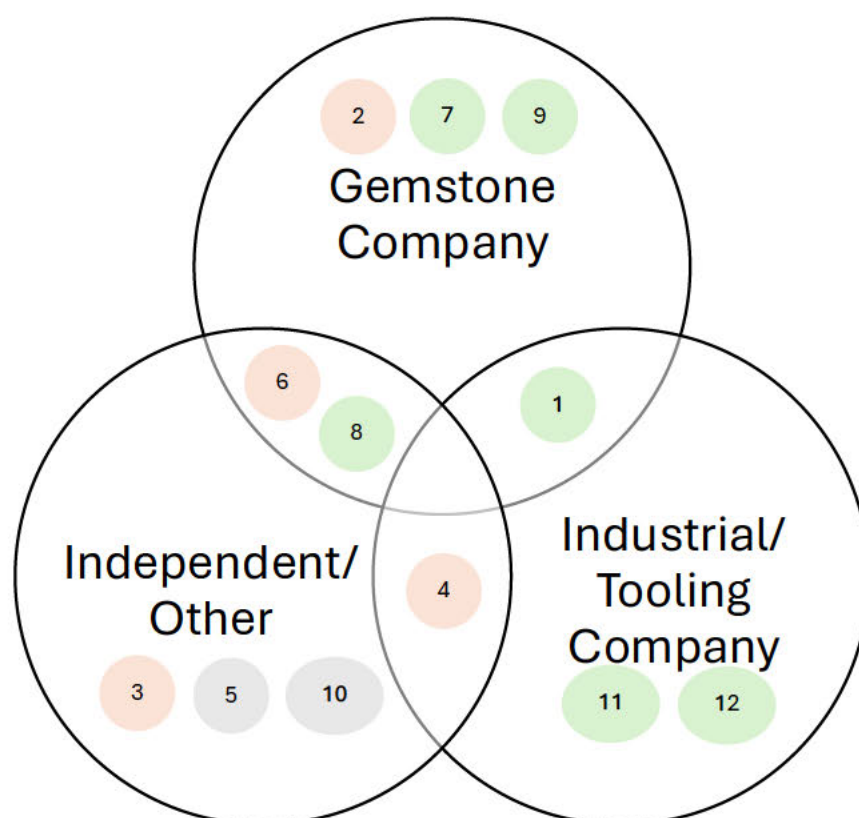 2 7 9
Gemstone
Company
6
8
1
Independent/
Other
4
Industrial/
Tooling
Company
3 5 10
11 12